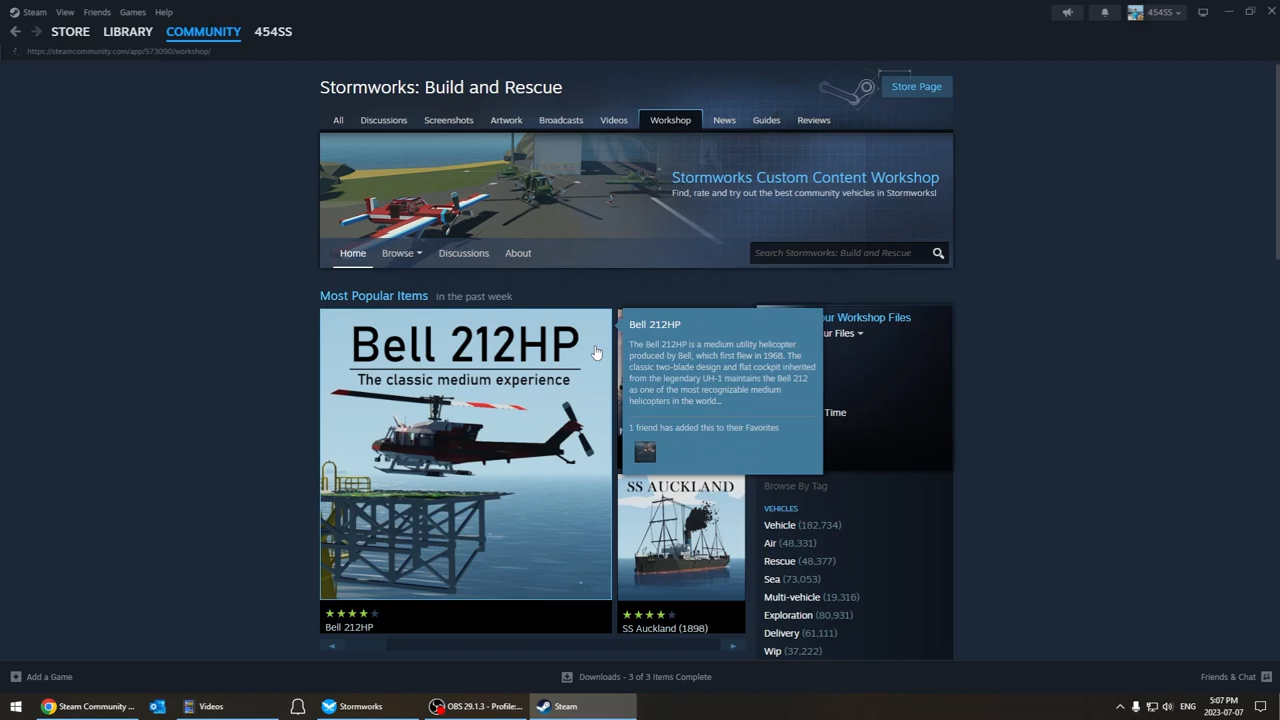 Steam View Friends Games Help
454SS
STORE LIBRARY COMMUNITY 454SS
https://steamcommunity.com/app/573090/workshop/
Stormworks: Build and Rescue
Store Page
All Discussions Screenshots Artwork Broadcasts Videos Workshop News Guides Reviews
Stormworks Custom Content Workshop
Find, rate and try out the best community vehicles in Stormworks!
Home Browse Discussions About
Search Stormworks: Build and Rescue
Most Popular Items in the past week
Bell 212HP
The classic medium experience
Bell 212HP
The Bell 212HP is a medium utility helicopter
produced by Bell, which first flew in 1968. The
classic two-blade design and flat cockpit inherited
from the legendary UH-1 maintains the Bell 212
as one of the most recognizable medium
helicopters in the world...
1 friend has added this to their Favorites
ur Workshop Files
ur Files
Time
SS AUCKLAND
Bell 212HP
SS Auckland (1898)
Browse By Tag
VEHICLES
Vehicle (182,734)
Air (48,331)
Rescue (48,377)
Sea (73,053)
Multi-vehicle (19,316)
Exploration (80,931)
Delivery (61,111)
Wip (37,222)
Add a Game
Downloads - 3 of 3 Items Complete
Friends & Chat
Steam Community ... Videos Stormworks OBS 29.1.3 - Profile:... Steam
ENG
5:07 PM
2023-07-07